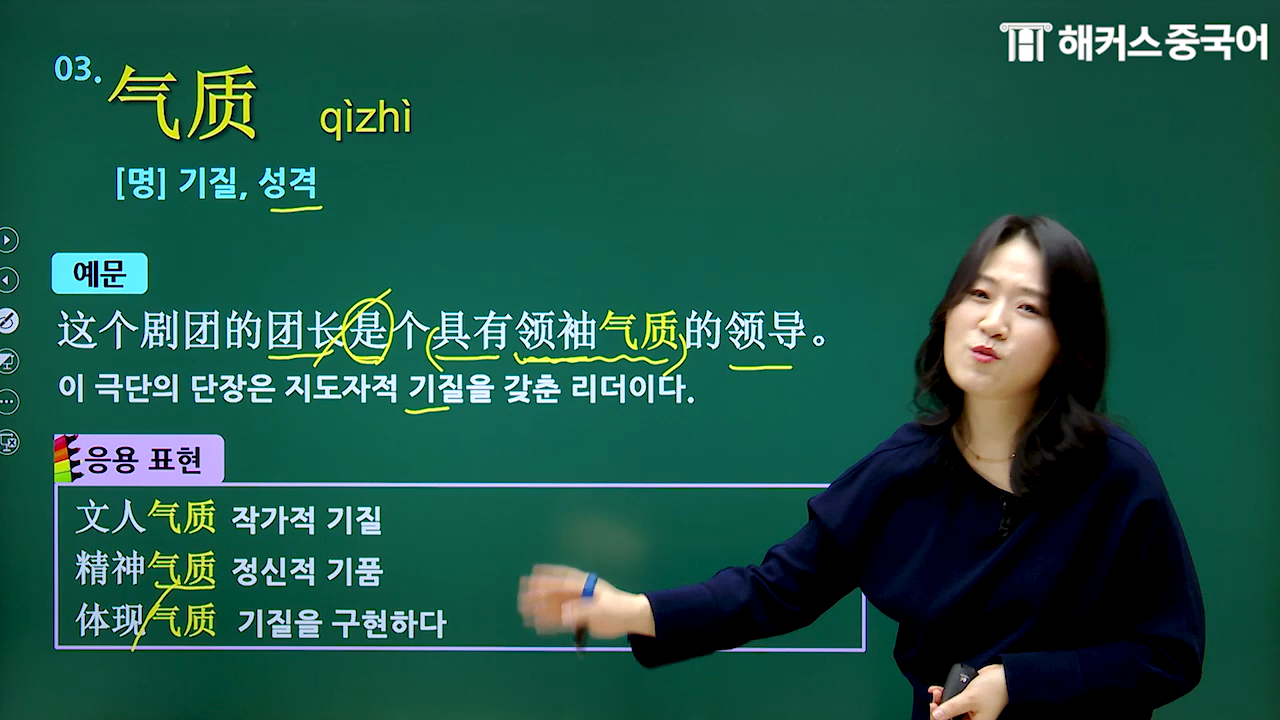 해커스중국어
03. 气质 qìzhì
[명] 기질, 성격
예문
这个剧团的团长是个具有领袖气质的领导。
이 극단의 단장은 지도자적 기질을 갖춘 리더이다.
응용 표현
文人气质 작가적 기질
精神气质 정신적 기품
体现气质 기질을 구현하다